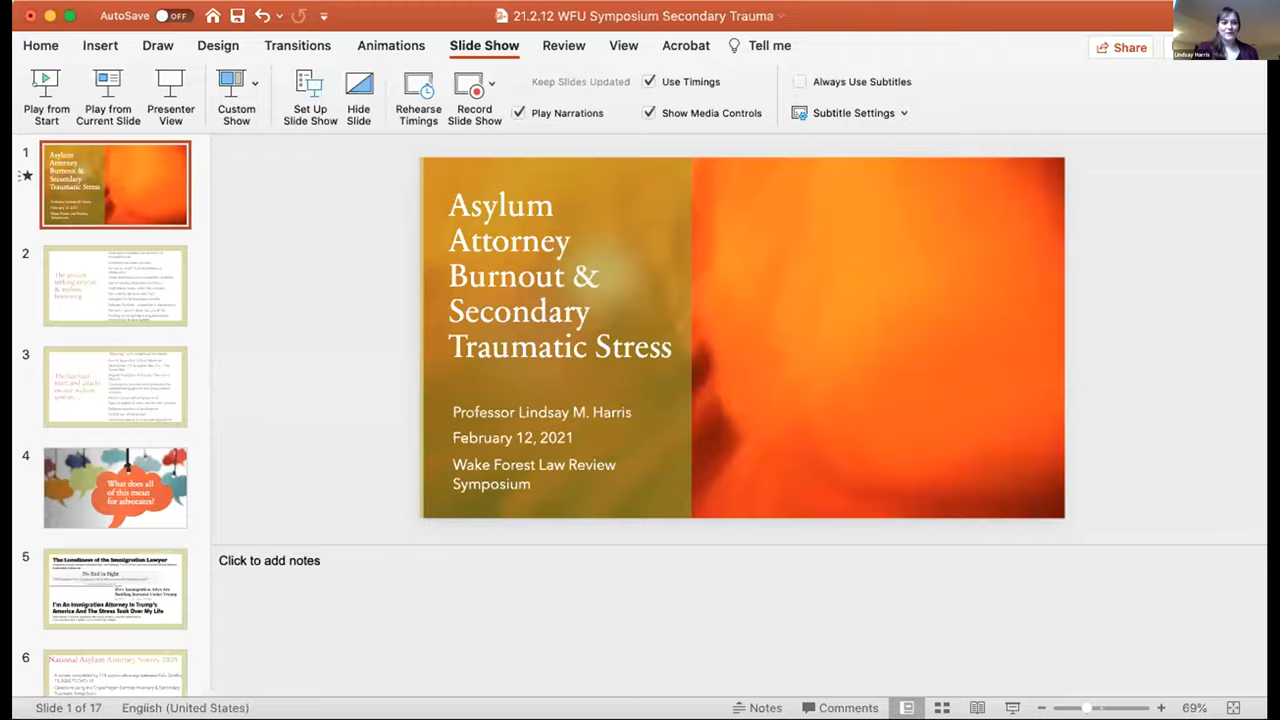 AutoSave OFF
21.2.12 WFU Symposium Secondary Trauma
Lindsay Harris
Home Insert Draw Design Transitions Animations Slide Show Review View Acrobat Tell me
Share
Play from Start
Play from Current Slide
Presenter View
Custom Show
Set Up Slide Show
Hide Slide
Rehearse Timings
Record Slide Show
Keep Slides Updated
Play Narrations
Use Timings
Show Media Controls
Always Use Subtitles
Subtitle Settings
1
Asylum
Attorney
Burnout &
Secondary
Traumatic Stress
2
The asylum
seeking
& asylum
lawyering
3
4
What does all
of this mean
for advocates?
5
The Loneliness of the Immigration Lawyer
No End in Sight
I'm An Immigration Attorney In Trump's
America And The Stress Took Over My Life
6
National Asylum Attorney Survey 2020
Asylum
Attorney
Burnout &
Secondary
Traumatic Stress
Professor Lindsay M. Harris
February 12, 2021
Wake Forest Law Review
Symposium
Click to add notes
Slide 1 of 17
English (United States)
Notes
Comments
69%